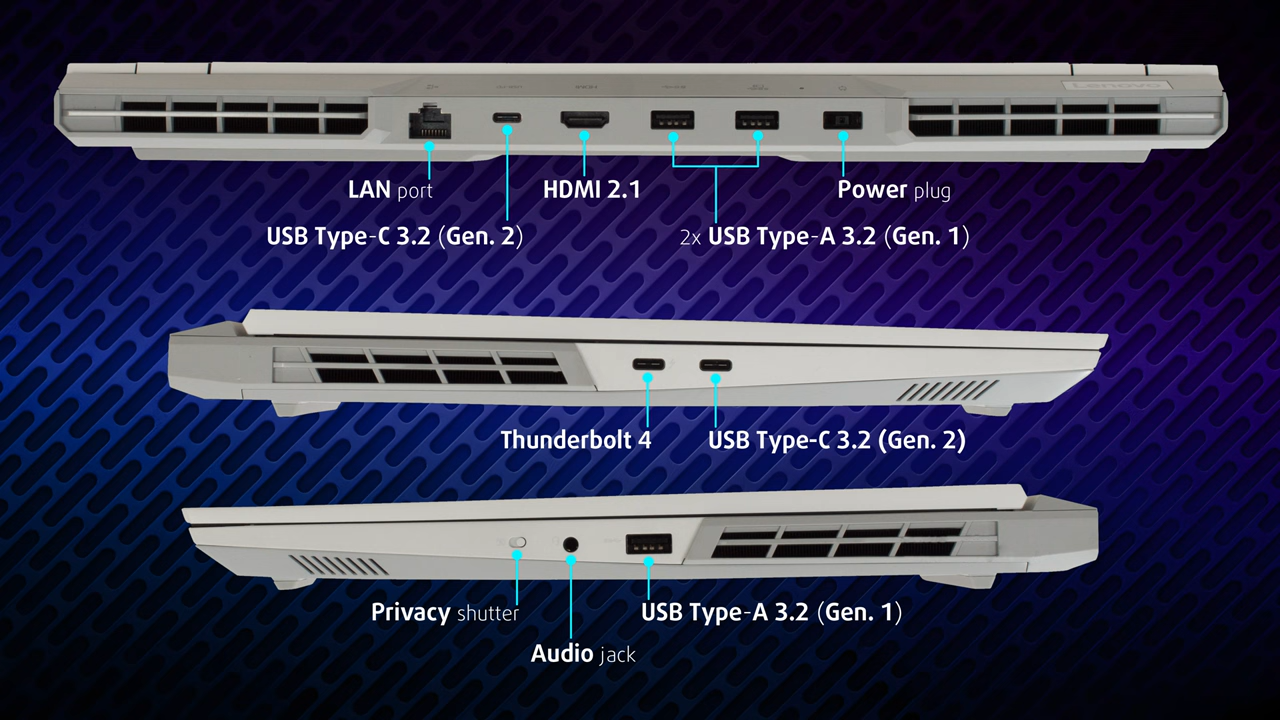 Lenovo
LAN port
HDMI 2.1
Power plug
USB Type-C 3.2 (Gen. 2)
2x USB Type-A 3.2 (Gen. 1)
Thunderbolt 4
USB Type-C 3.2 (Gen. 2)
Privacy shutter
USB Type-A 3.2 (Gen. 1)
Audio jack